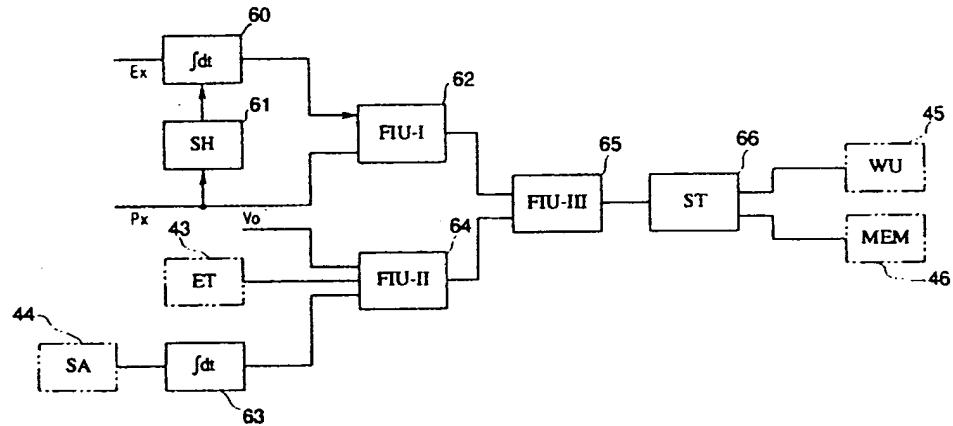 60
Ex
∫dt
61
SH
62
FIU-I
45
WU
65
66
FIU-III
ST
Px
Vo
43
64
MEM
ET
FIU-II
46
44
SA
∫dt
63